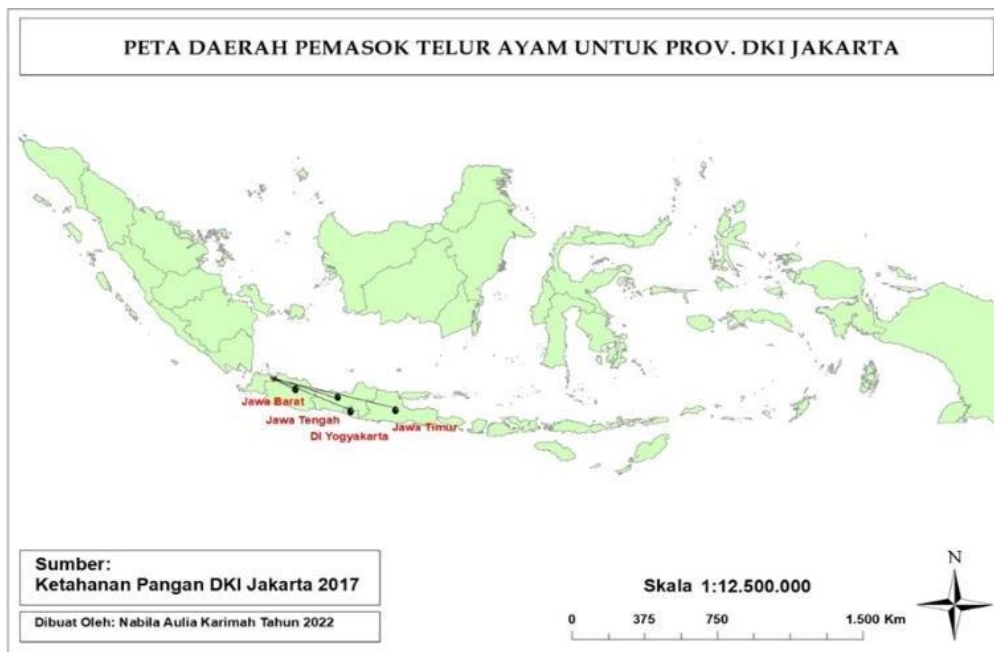 PETA DAERAH PEMASOK TELUR AYAM UNTUK PROV. DKI JAKARTA
Jawa Barat
Jawa Tengah
DI Yogyakarta
Jawa Timur
Sumber:
Ketahanan Pangan DKI Jakarta 2017
Dibuat Oleh: Nabila Aulia Karimah Tahun 2022
Skala 1:12.500.000
0 375 750 1.500 Km
N